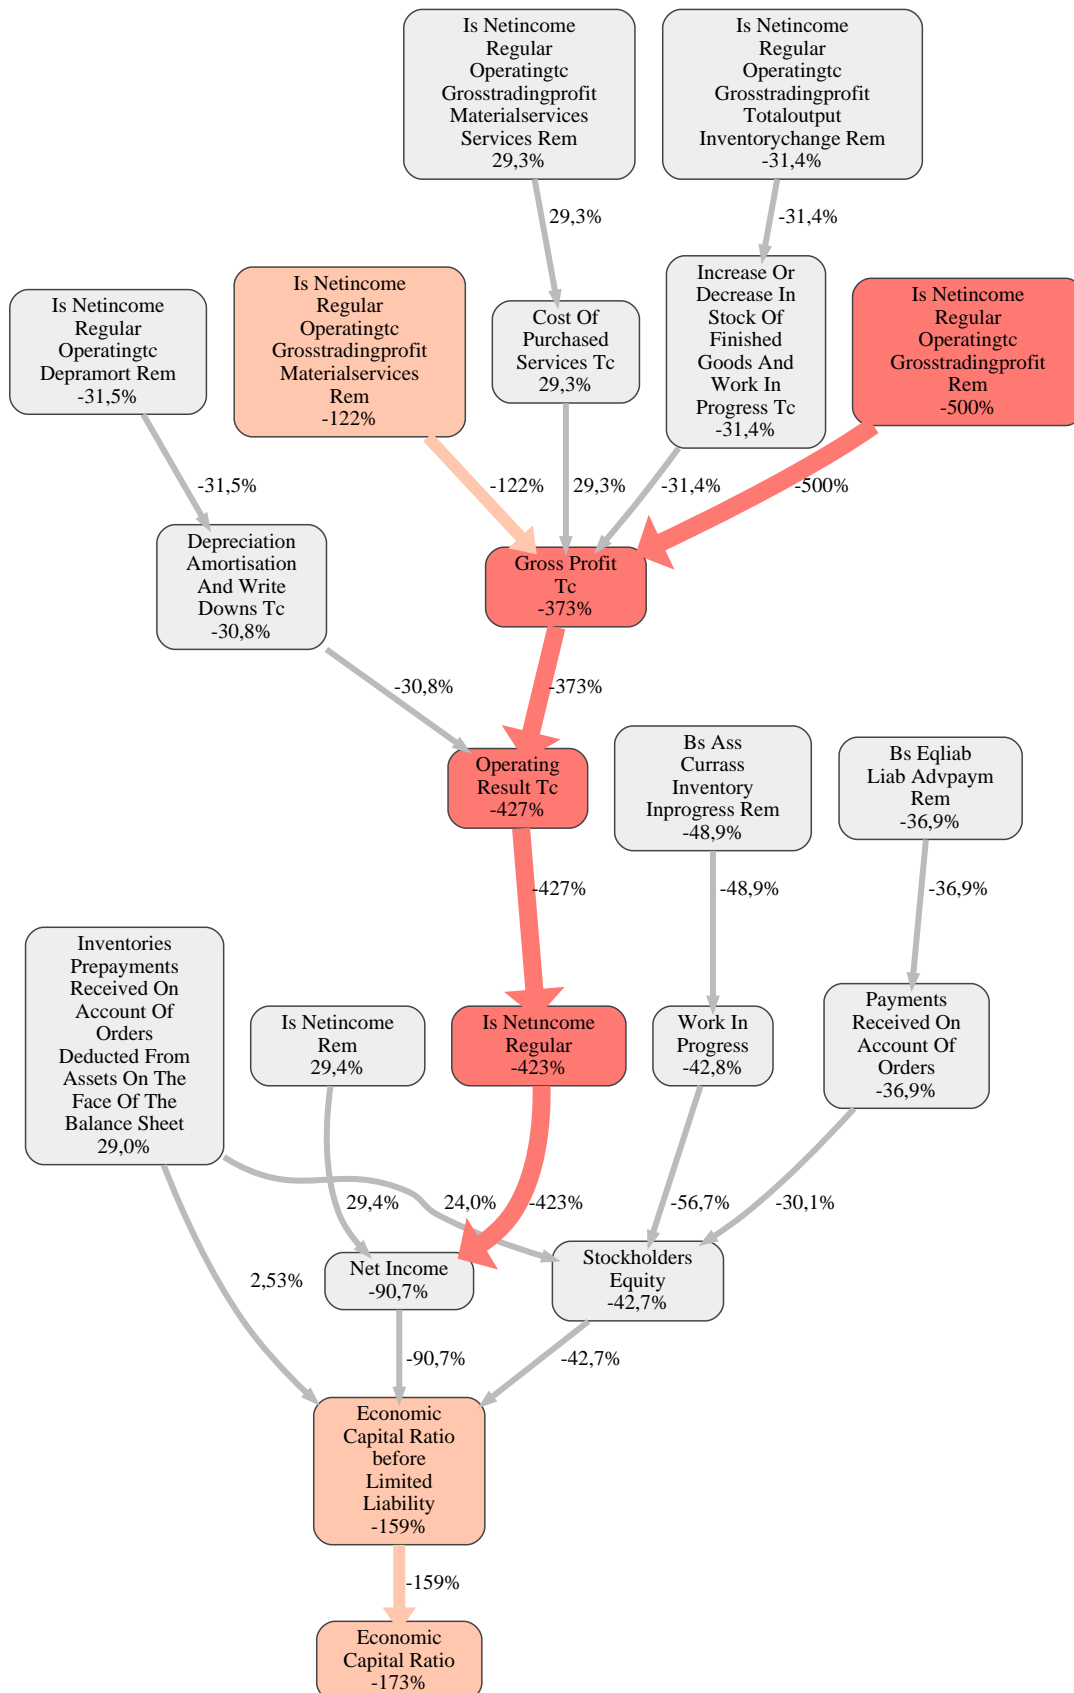 Is Netincome
Regular
Operatingtc
Grosstradingprofit
Materialservices
Services Rem
29,3%
Is Netincome
Regular
Operatingtc
Grosstradingprofit
Totaloutput
Inventorychange Rem
-31,4%
29,3%
-31,4%
Is Netincome
Regular
Operatingtc
Depramort Rem
-31,5%
Is Netincome
Regular
Operatingtc
Grosstradingprofit
Materialservices
Rem
-122%
Cost Of
Purchased
Services Tc
29,3%
Increase Or
Decrease In
Stock Of
Finished
Goods And
Work In
Progress Tc
-31,4%
Is Netincome
Regular
Operatingtc
Grosstradingprofit
Rem
-500%
-31,5%
-122%
29,3%
-31,4%
-500%
Depreciation
Amortisation
And Write
Downs Tc
-30,8%
Gross Profit
Tc
-373%
-30,8%
-373%
Operating
Result Tc
-427%
Bs Ass
Currass
Inventory
Inprogress Rem
-48,9%
Bs Eqliab
Liab Advpaym
Rem
-36,9%
-427%
-48,9%
-36,9%
Inventories
Prepayments
Received On
Account Of
Orders
Deducted From
Assets On The
Face Of The
Balance Sheet
29,0%
Is Netincome
Rem
29,4%
Is Netincome
Regular
-423%
Work In
Progress
-42,8%
Payments
Received On
Account Of
Orders
-36,9%
29,4%
24,0%
-423%
-56,7%
-30,1%
2,53%
Net Income
-90,7%
Stockholders
Equity
-42,7%
-90,7%
-42,7%
Economic
Capital Ratio
before
Limited
Liability
-159%
-159%
Economic
Capital Ratio
-173%